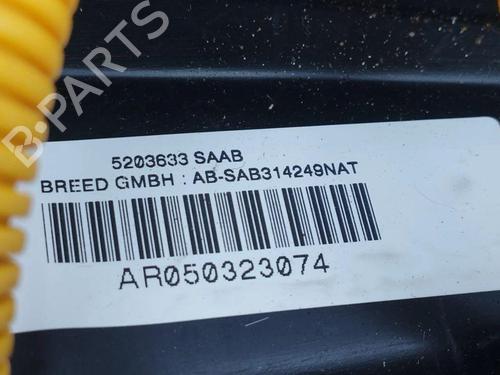 B-PARTS
5203633 SAAB
BREED GMBH : AB-SAB314249NAT
AR050323074